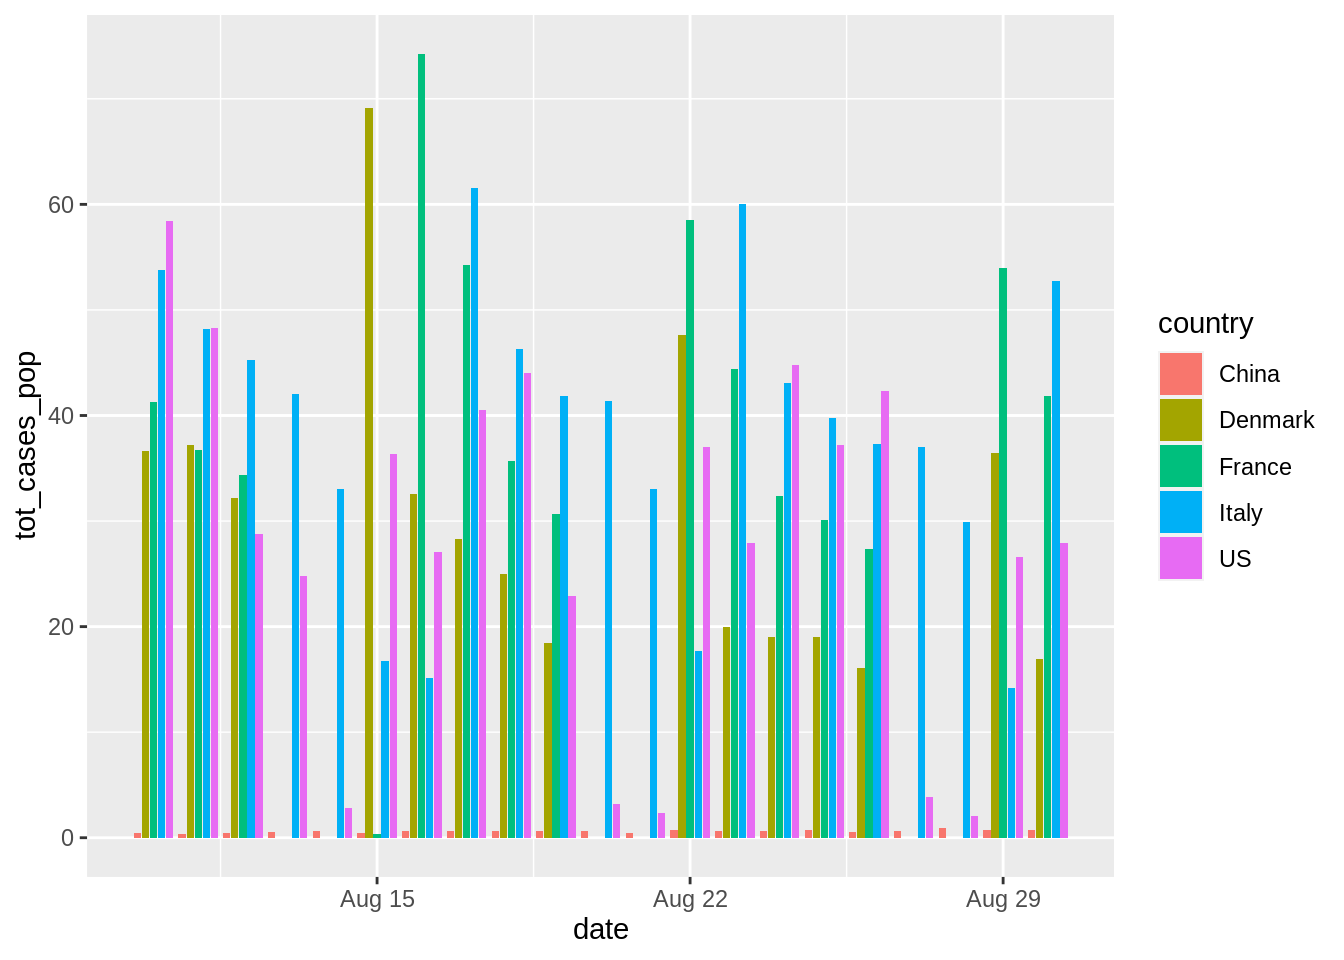 60
40
20
0
Aug 15
Aug 22
Aug 29
date
tot_cases_pop
country
China
Denmark
France
Italy
US